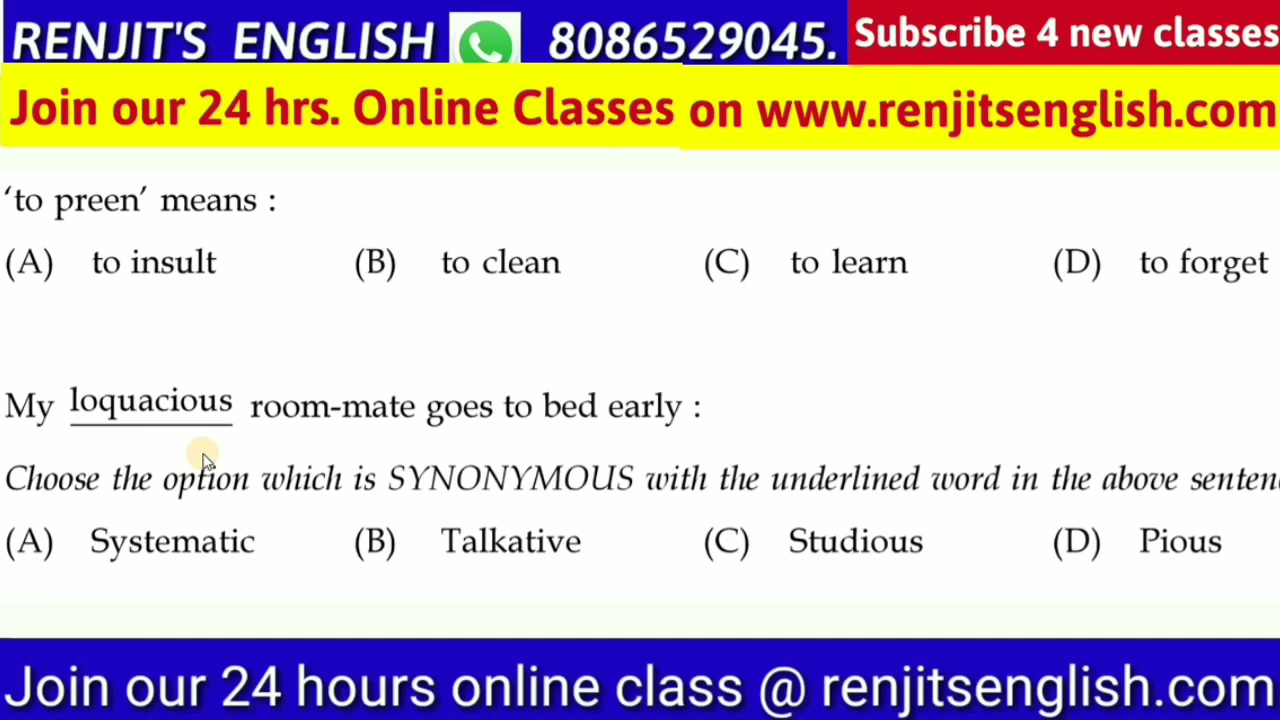 RENJIT'S ENGLISH 8086529045. Subscribe 4 new classes
Join our 24 hrs. Online Classes on www.renjitsenglish.com
‘to preen’ means :
(A) to insult (B) to clean (C) to learn (D) to forget
My loquacious room-mate goes to bed early :
Choose the option which is SYNONYMOUS with the underlined word in the above
(A) Systematic (B) Talkative (C) Studious (D) Pious
Join our 24 hours online class @ renjitsenglish.com